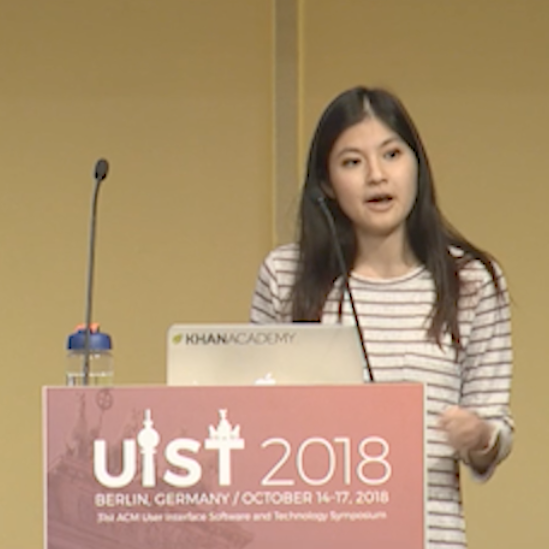 KHANACADEMY
UIST 2018
BERLIN, GERMANY / OCTOBER 14-17, 2018
31st ACM User Interface Software and Technology Symposium